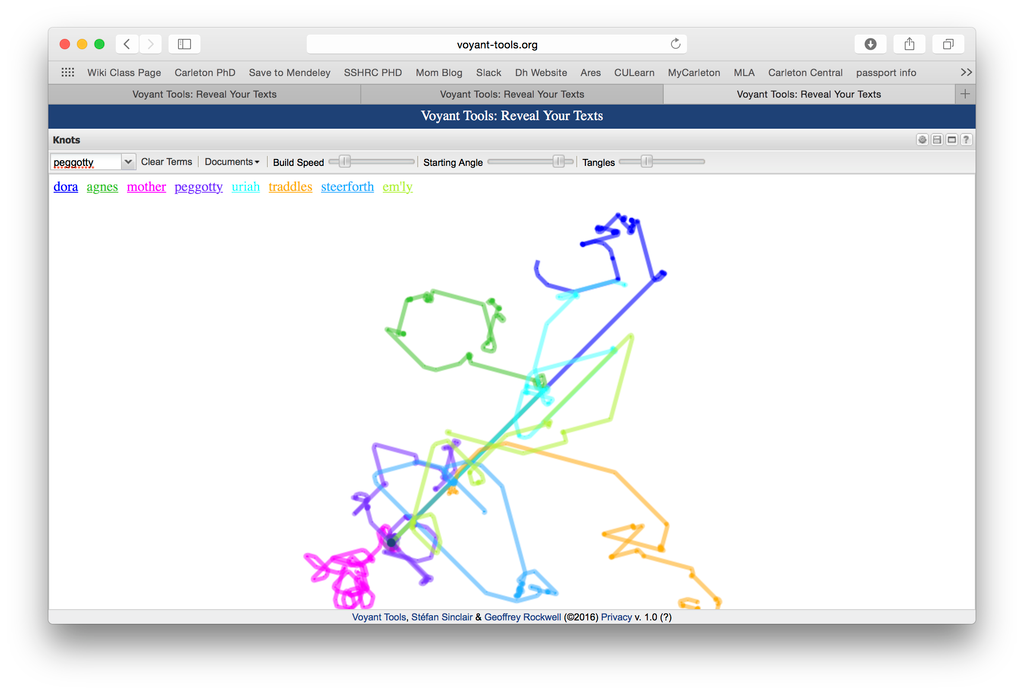 voyant-tools.org
Wiki Class Page Carleton PhD Save to Mendeley SSHRC PHD Mom Blog Slack Dh Website Ares CULearn MyCarleton MLA Carleton Central passport info >>
Voyant Tools: Reveal Your Texts Voyant Tools: Reveal Your Texts Voyant Tools: Reveal Your Texts +
Voyant Tools: Reveal Your Texts
Knots ?
peggotty Clear Terms Documents Build Speed Starting Angle Tangles
dora agnes mother peggotty uriah traddles steerforth em'ly
Voyant Tools, Stéfan Sinclair & Geoffrey Rockwell (©2016) Privacy v. 1.0 (?)